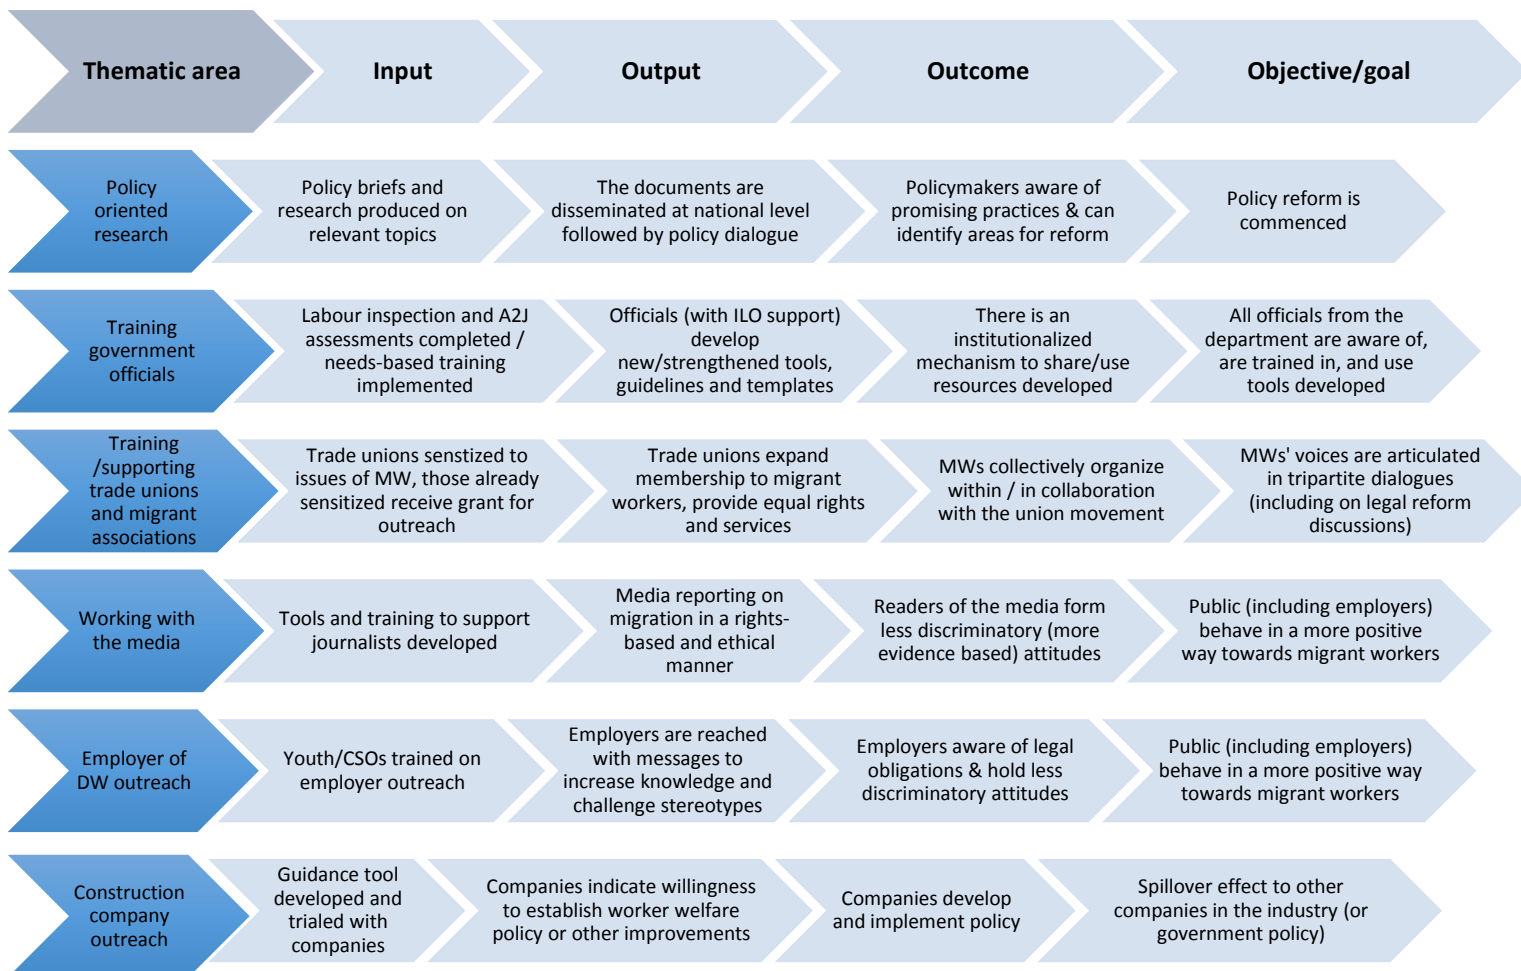 Thematic area
Input
Output
Outcome
Objective/goal
Policy
oriented
research
Policy briefs and
research produced on
relevant topics
The documents are
disseminated at national level
followed by policy dialogue
Policymakers aware of
promising practices & can
identify areas for reform
Policy reform is
commenced
Training
government
officials
Labour inspection and A2J
assessments completed /
needs-based training
implemented
Officials (with ILO support)
develop
new/strengthened tools,
guidelines and templates
There is an
institutionalized
mechanism to share/use
resources developed
All officials from the
department are aware of,
are trained in, and use
tools developed
Training
/supporting
trade unions
and migrant
associations
Trade unions senstized to
issues of MW, those already
sensitized receive grant for
outreach
Trade unions expand
membership to migrant
workers, provide equal rights
and services
MWs collectively organize
within / in collaboration
with the union movement
MWs' voices are articulated
in tripartite dialogues
(including on legal reform
discussions)
Working with
the media
Tools and training to support
journalists developed
Media reporting on
migration in a rights-
based and ethical
manner
Readers of the media form
less discriminatory (more
evidence based) attitudes
Public (including employers)
behave in a more positive
way towards migrant workers
Employer of
DW outreach
Youth/CSOs trained on
employer outreach
Employers are reached
with messages to
increase knowledge and
challenge stereotypes
Employers aware of legal
obligations & hold less
discriminatory attitudes
Public (including employers)
behave in a more positive way
towards migrant workers
Construction
company
outreach
Guidance tool
developed and
trialed with
companies
Companies indicate willingness
to establish worker welfare
policy or other improvements
Companies develop
and implement policy
Spillover effect to other
companies in the industry (or
government policy)